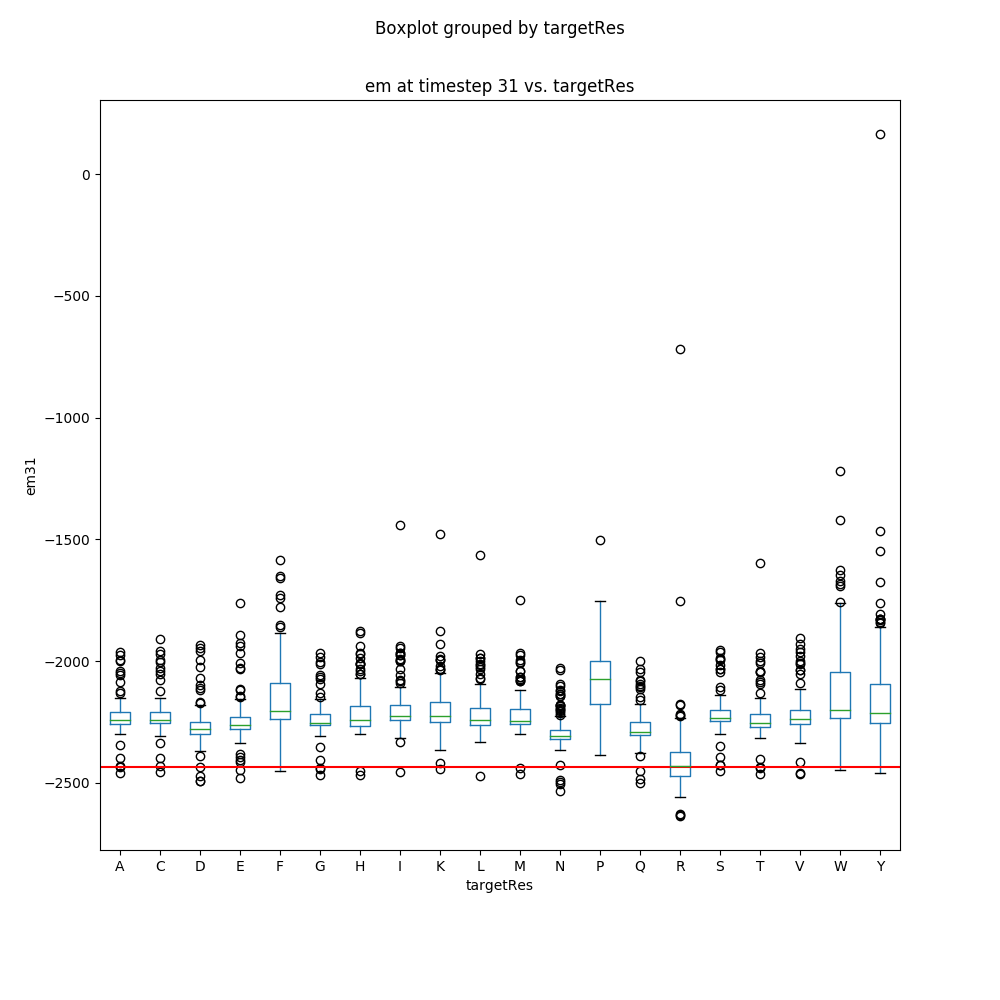 Boxplot grouped by targetRes
em at timestep 31 vs. targetRes
0
−500
−1000
−1500
−2000
−2500
em31
A C D E F G H I K L M N P Q R S T V W Y
targetRes